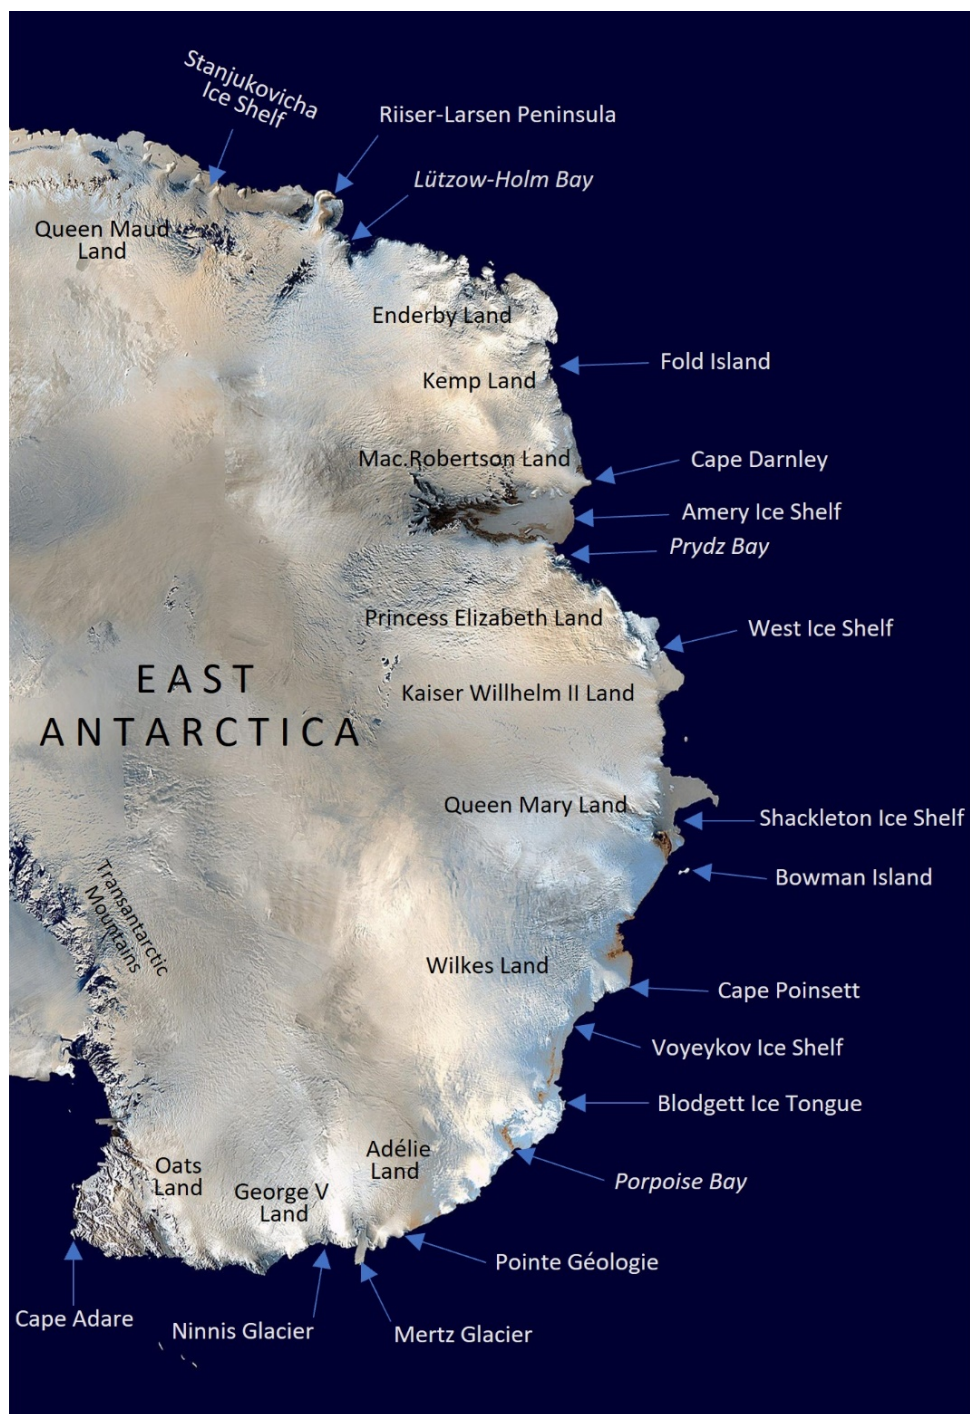 Stanjukovicha
Ice Shelf
Riiser-Larsen Peninsula
Lützow-Holm Bay
Queen Maud
Land
Enderby Land
Fold Island
Kemp Land
Mac.Robertson Land
Cape Darnley
Amery Ice Shelf
Prydz Bay
Princess Elizabeth Land
West Ice Shelf
EAST
ANTARCTICA
Kaiser Willhelm II Land
Queen Mary Land
Shackleton Ice Shelf
Transantarctic
Mountains
Bowman Island
Wilkes Land
Cape Poinsett
Voyeykov Ice Shelf
Blodgett Ice Tongue
Adélie
Land
Oats
Land
George V
Land
Porpoise Bay
Pointe Géologie
Cape Adare
Ninnis Glacier
Mertz Glacier